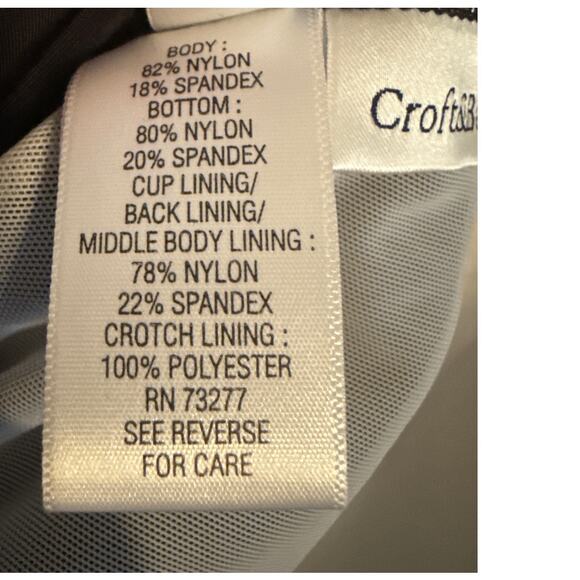 BODY :
82% NYLON
18% SPANDEX
BOTTOM :
80% NYLON
20% SPANDEX
CUP LINING/
BACK LINING/
MIDDLE BODY LINING :
78% NYLON
22% SPANDEX
CROTCH LINING :
100% POLYESTER
RN 73277
SEE REVERSE
FOR CARE
Croft&B